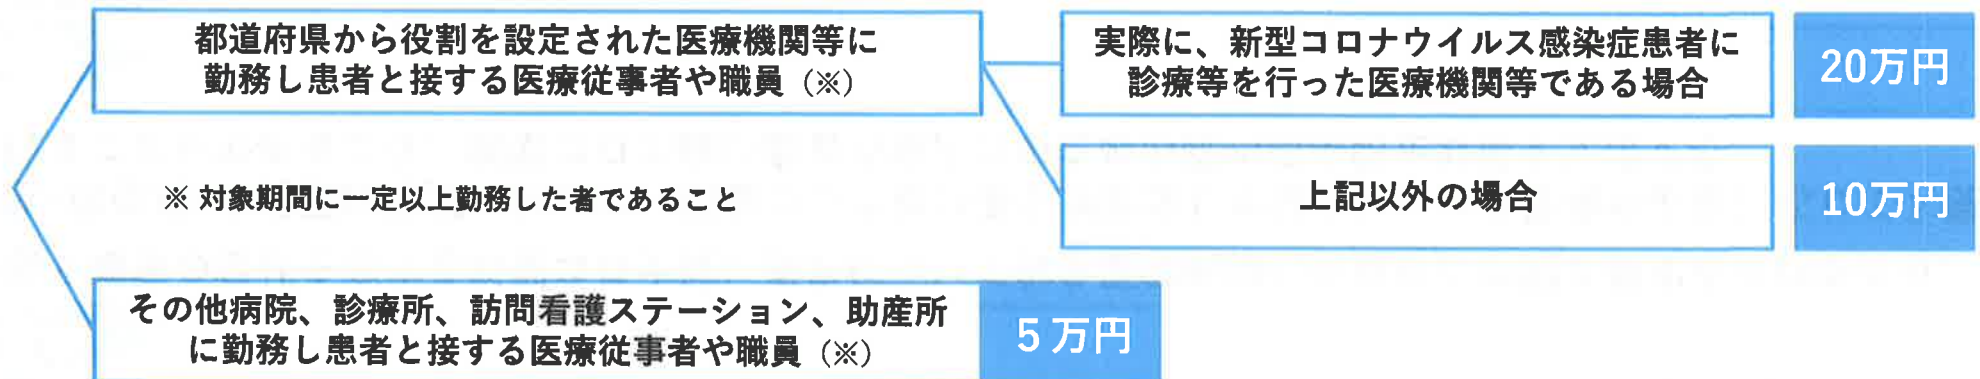 都道府県から役割を設定された医療機関等に
勤務し患者と接する医療従事者や職員（※）
実際に、新型コロナウイルス感染症患者に
診療等を行った医療機関等である場合
20万円
※ 対象期間に一定以上勤務した者であること
上記以外の場合
10万円
その他病院、診療所、訪問看護ステーション、助産所
に勤務し患者と接する医療従事者や職員（※）
５万円